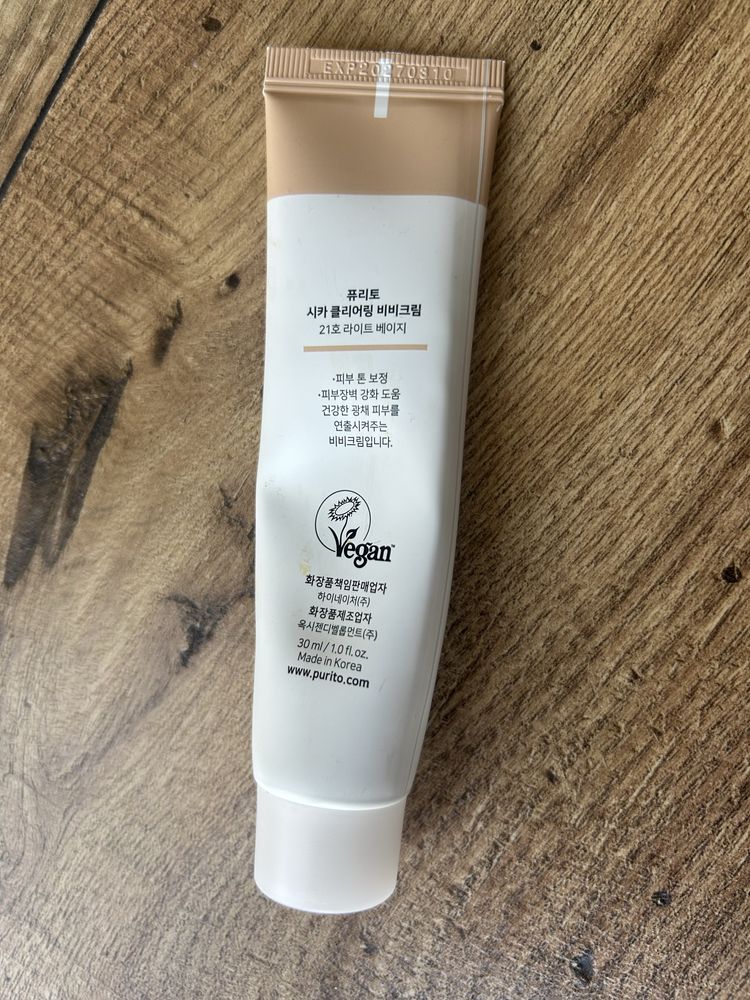 EXP20270310
퓨리토
시카 클리어링 비비크림
21호 라이트 베이지
·피부 톤 보정
·피부장벽 강화 도움
건강한 광채 피부를
연출시켜주는
비비크림입니다.
Vegan™
화장품책임판매업자
하이네이처(주)
화장품제조업자
옥시젠디벨롭먼트(주)
30 ml / 1.0 fl. oz.
Made in Korea
www.purito.com